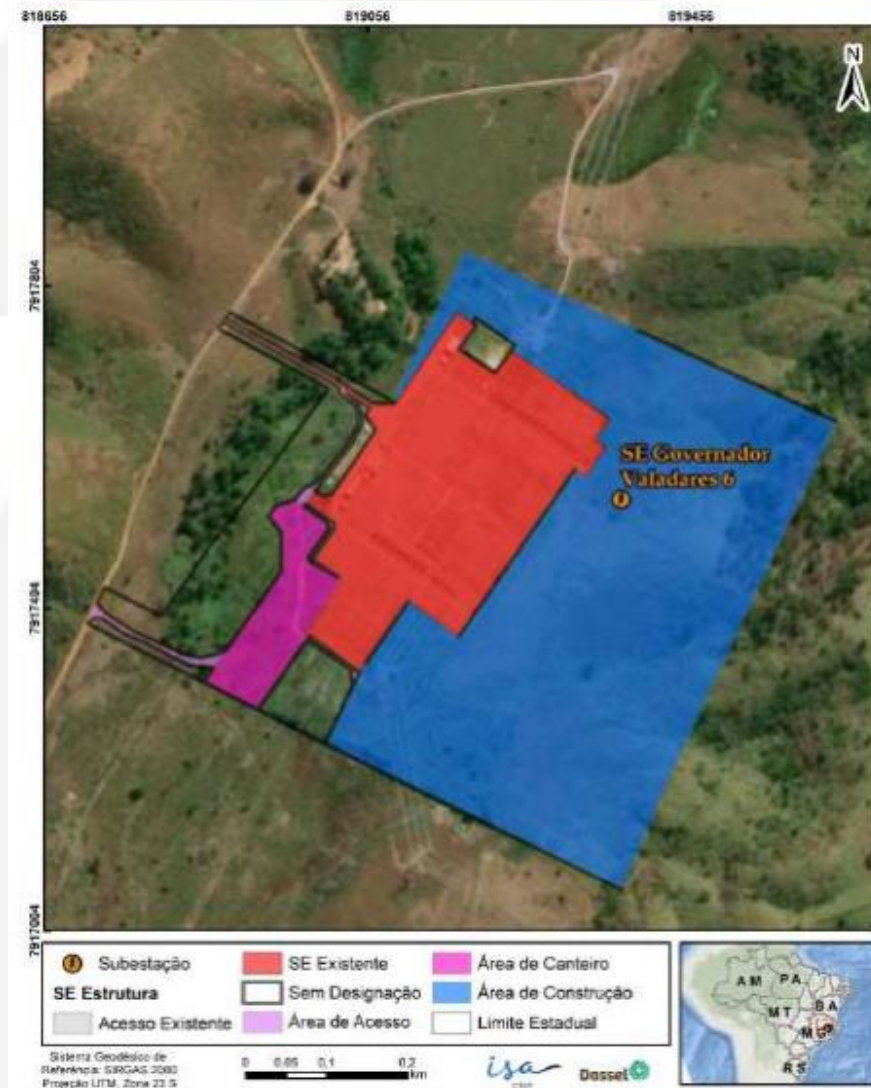 818656 819056 819456
N
7917804
SE Governador
Valadares 6
7917404
7917004
Subestação SE Existente Área de Canteiro
SE Estrutura Sem Designação Área de Construção
Acesso Existente Área de Acesso Limite Estadual
Sistema Geodésico de
Referência: SIRGAS 2000
Projeção UTM, Zona 23 S
0 0,05 0,1 0,2
km
isa
Dossel
AM PA
BA
MT
MG
RS